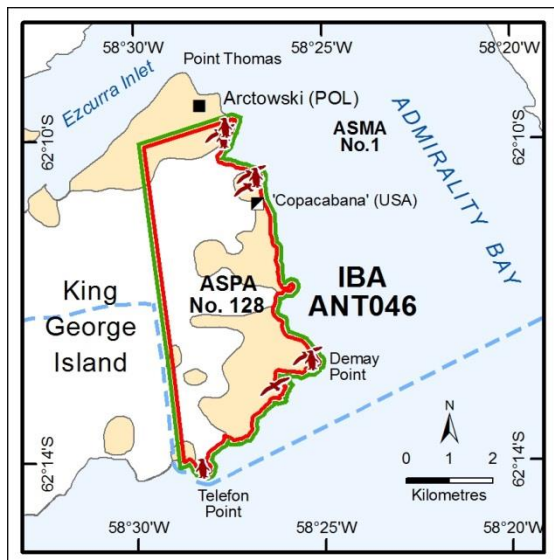 58°30'W
58°25'W
58°20'W
Point Thomas
Ezcurra Inlet
Arctowski (POL)
ASMA
No.1
ADMIRALITY BAY
62°10'S
62°10'S
'Copacabana' (USA)
ASPA
No. 128
IBA
ANT046
King
George
Island
Demay
Point
N
62°14'S
62°14'S
0 1 2
Kilometres
Telefon
Point
58°30'W
58°25'W
58°20'W